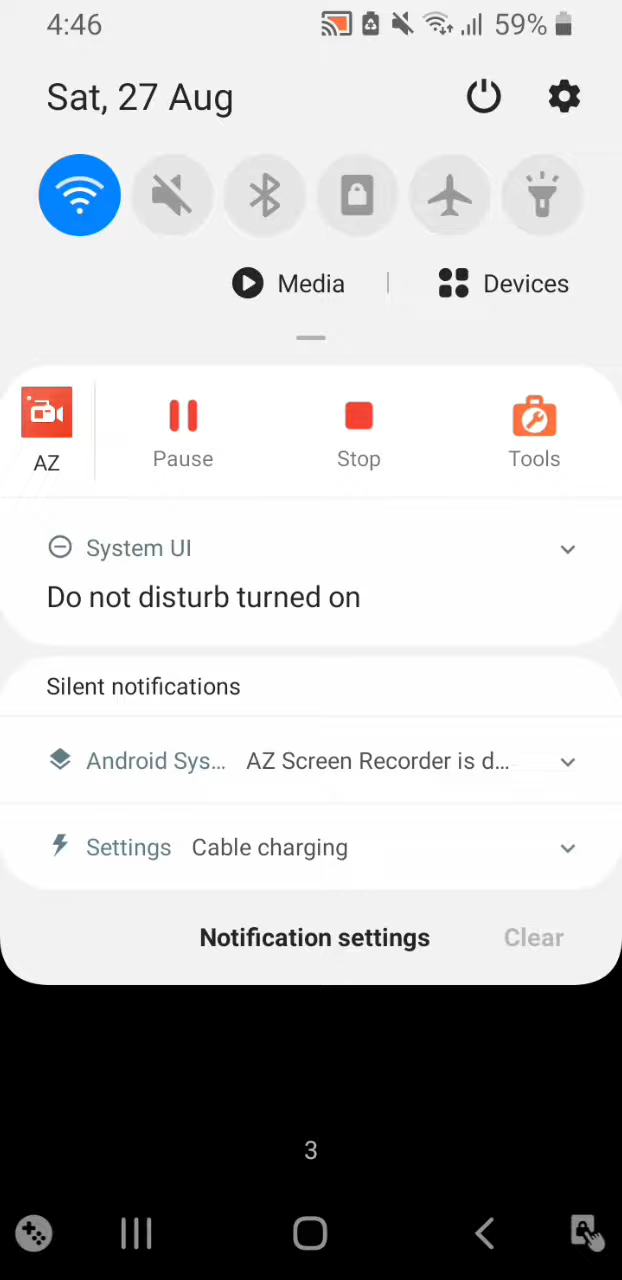 4:46 59%
Sat, 27 Aug
Media | Devices
AZ Pause Stop Tools
System UI
Do not disturb turned on
Silent notifications
Android Sys... AZ Screen Recorder is d...
Settings Cable charging
Notification settings Clear
3